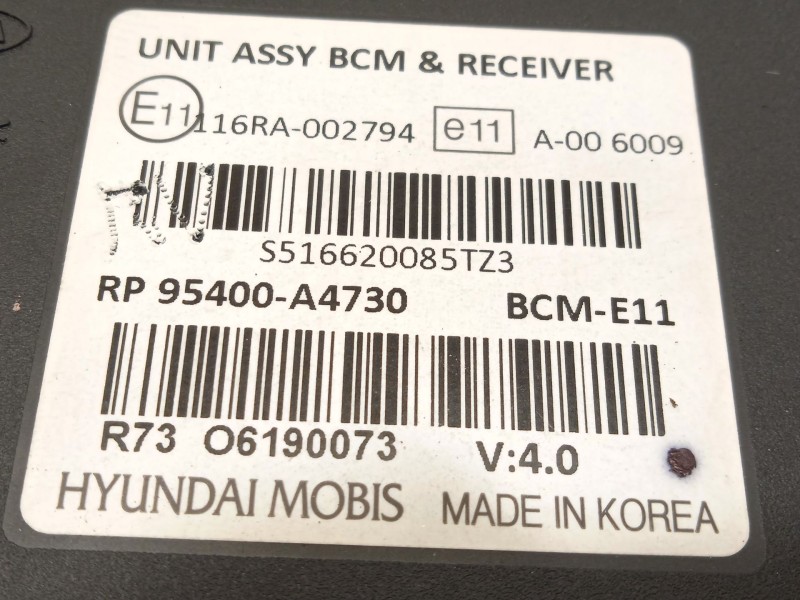 UNIT ASSY BCM & RECEIVER
E11 116RA-002794 e11 A-00 6009
S516620085TZ3
RP 95400-A4730 BCM-E11
R73 O6190073 V:4.0
HYUNDAI MOBIS MADE IN KOREA